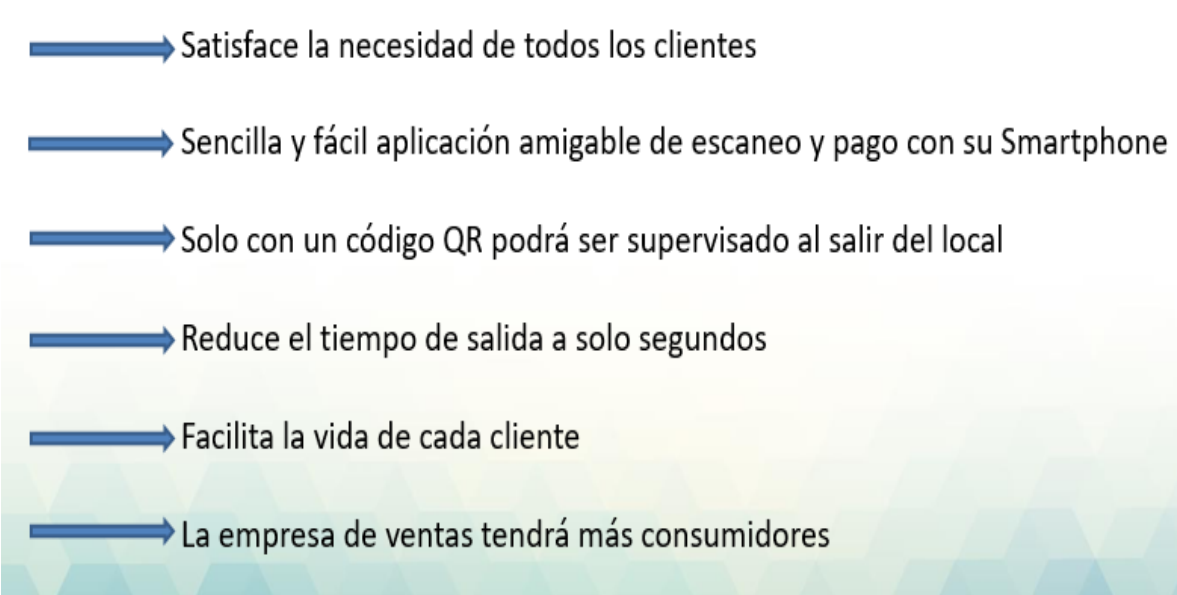 Satisface la necesidad de todos los clientes
Sencilla y fácil aplicación amigable de escaneo y pago con su Smartphone
Solo con un código QR podrá ser supervisado al salir del local
Reduce el tiempo de salida a solo segundos
Facilita la vida de cada cliente
La empresa de ventas tendrá más consumidores